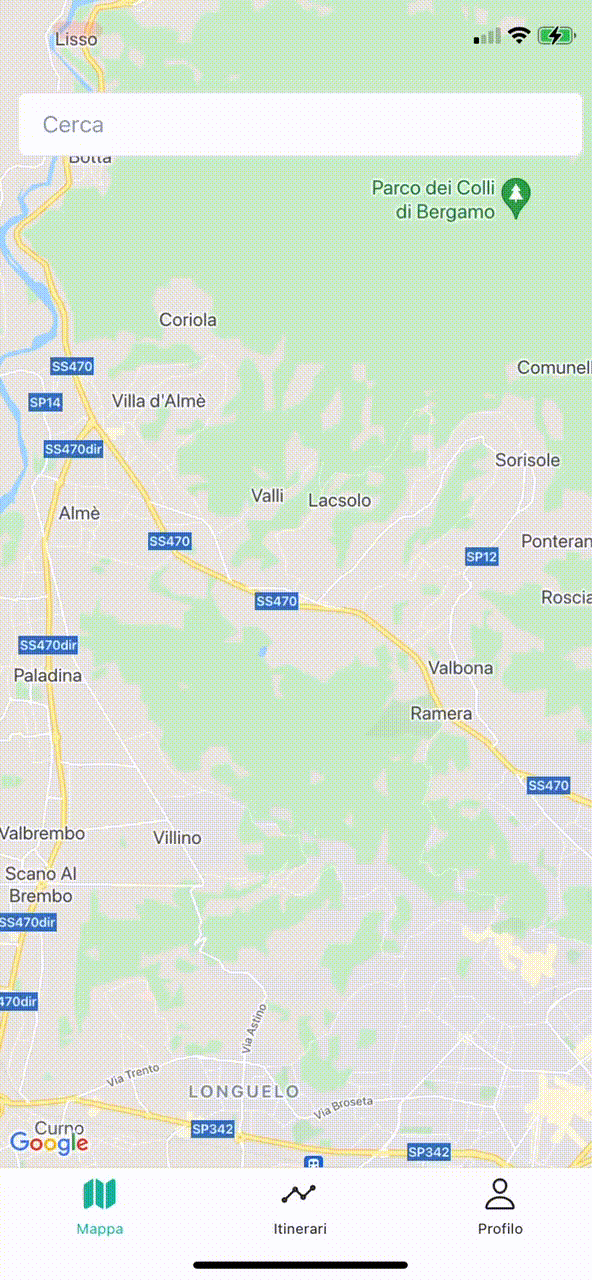 Lisso
Cerca
Botta
Parco dei Colli
di Bergamo
Coriola
SS470
Comunell
SP14
Villa d'Almè
SS470dir
Sorisole
Valli
Lacsolo
Almè
SS470
Ponteran
SP12
Roscia
SS470
SS470dir
Valbona
Paladina
Ramera
SS470
Valbrembo
Villino
Scano Al
Brembo
SS470dir
470dir
Via Astino
Via Trento
LONGUELO
Via Broseta
Curno
SP342
Google
SP342
Mappa
Itinerari
Profilo